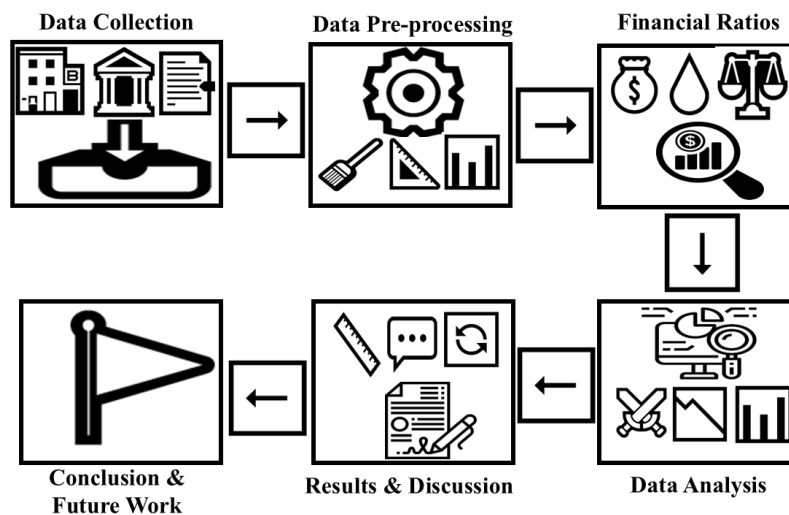 Data Collection
Data Pre-processing
Financial Ratios
B
$
$
Conclusion &
Future Work
Results & Discussion
Data Analysis